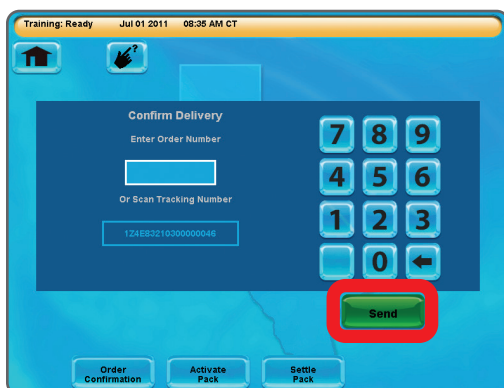 Training: Ready Jul 01 2011 08:35 AM CT
?
Confirm Delivery
Enter Order Number
Or Scan Tracking Number
1Z4E83210300000046
7 8 9
4 5 6
1 2 3
0
Send
Order Confirmation
Activate Pack
Settle Pack